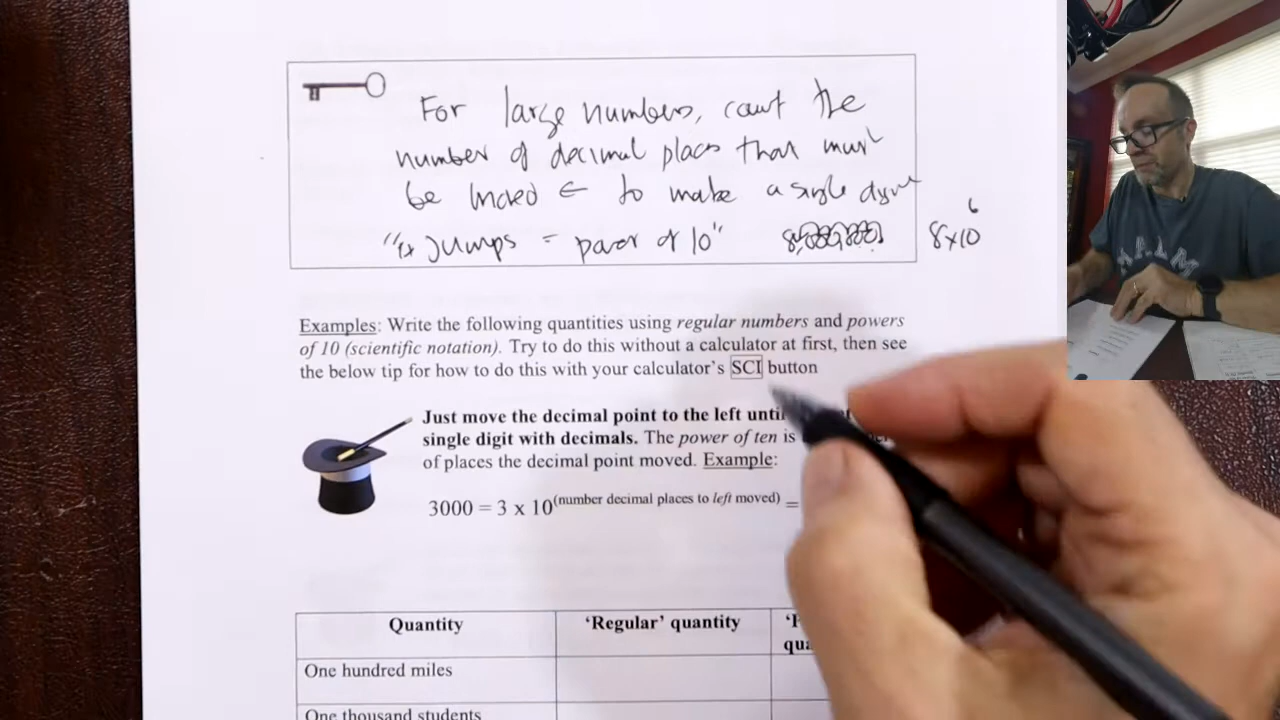 For large numbers, count the
number of decimal places that must
be moved ← to make a single digit
"# Jumps = power of 10" 8,000,000. 8x10⁶
Examples: Write the following quantities using regular numbers and powers
of 10 (scientific notation). Try to do this without a calculator at first, then see
the below tip for how to do this with your calculator's SCI button
Just move the decimal point to the left
single digit with decimals. The power of ten is
of places the decimal point moved. Example:
3000 = 3 x 10⁽number decimal places to left moved⁾ =
Quantity 'Regular' quantity
One hundred miles
One thousand students